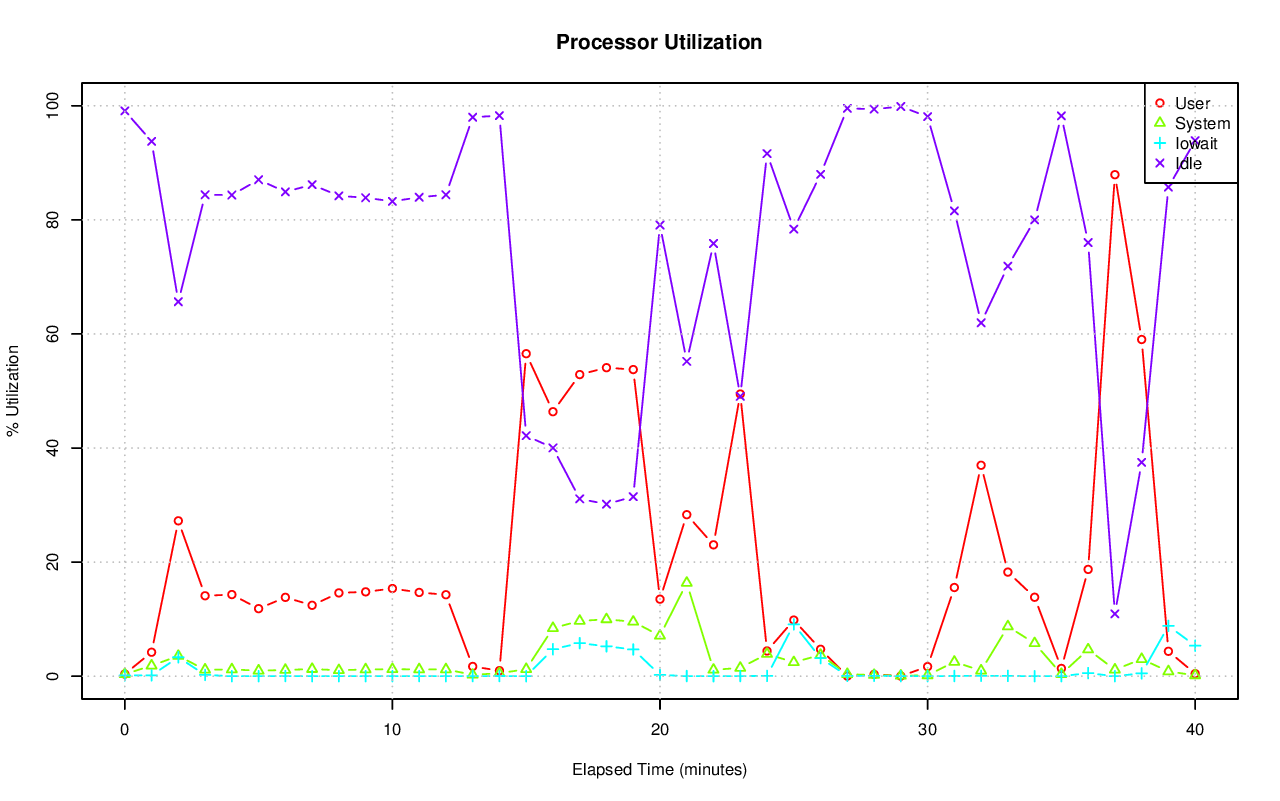 Processor Utilization
% Utilization
100
80
60
40
20
0
User
System
Iowait
Idle
0 10 20 30 40
Elapsed Time (minutes)